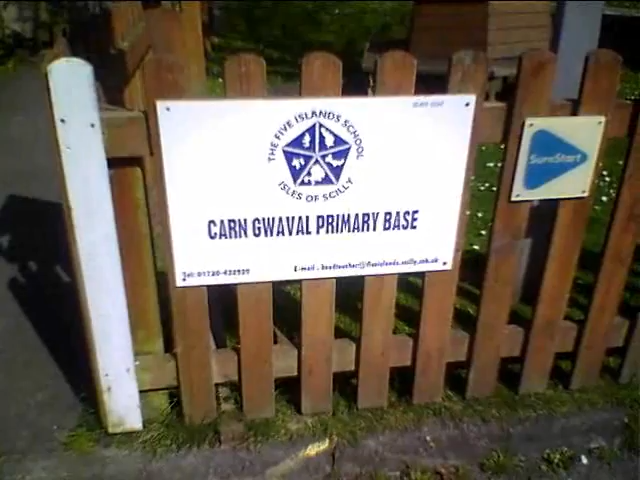 THE FIVE ISLANDS SCHOOL
ISLES OF SCILLY
CARN GWAVAL PRIMARY BASE
Tel: 01720-422929
E-mail . headteacher@fiveislands.scilly.sch.uk
SureStart